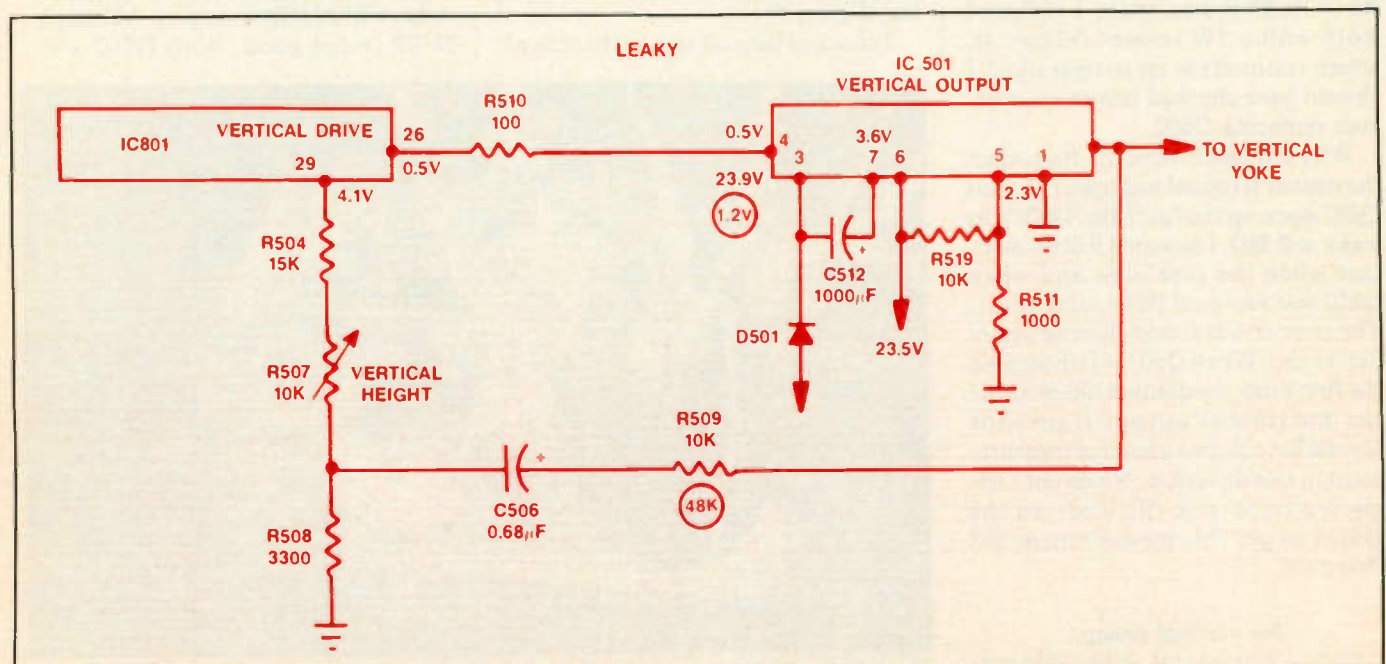 LEAKY
IC 501
VERTICAL OUTPUT
R510
100
IC801
VERTICAL DRIVE
26
0.5V
29
4.1V
0.5V
4
3.6V
3
7
6
5
1
23.9V
2.3V
1.2V
TO VERTICAL
YOKE
R504
15K
C512
1000µF
R519
10K
R511
1000
D501
23.5V
R507
10K
VERTICAL
HEIGHT
R509
10K
48K
C506
0.68µF
R508
3300